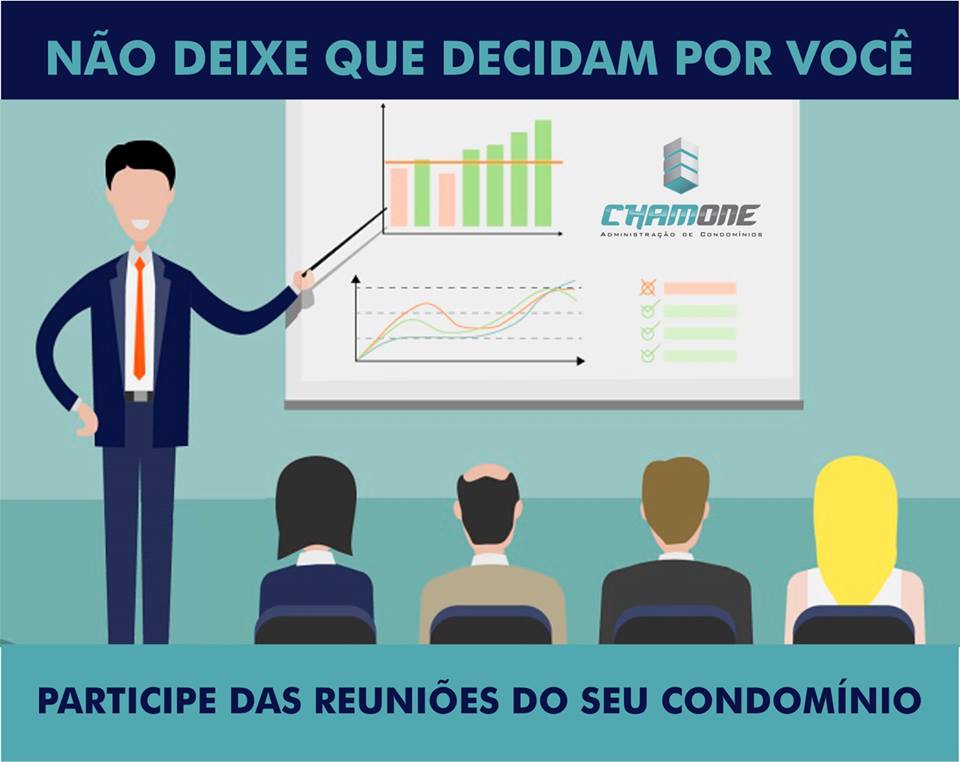 NÃO DEIXE QUE DECIDAM POR VOCÊ
CHAMONE
ADMINISTRAÇÃO DE CONDOMÍNIOS
PARTICIPE DAS REUNIÕES DO SEU CONDOMÍNIO